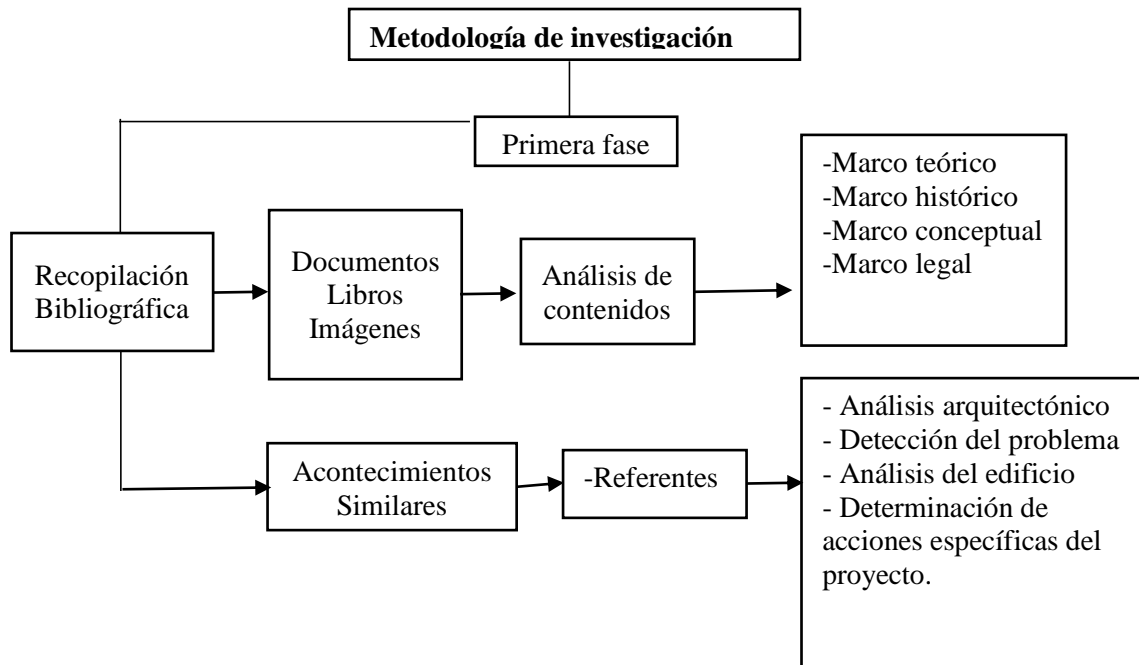 Metodología de investigación
Primera fase
Recopilación
Bibliográfica
Documentos
Libros
Imágenes
Análisis de
contenidos
-Marco teórico
-Marco histórico
-Marco conceptual
-Marco legal
Acontecimientos
Similares
-Referentes
- Análisis arquitectónico
- Detección del problema
- Análisis del edificio
- Determinación de
acciones específicas del
proyecto.